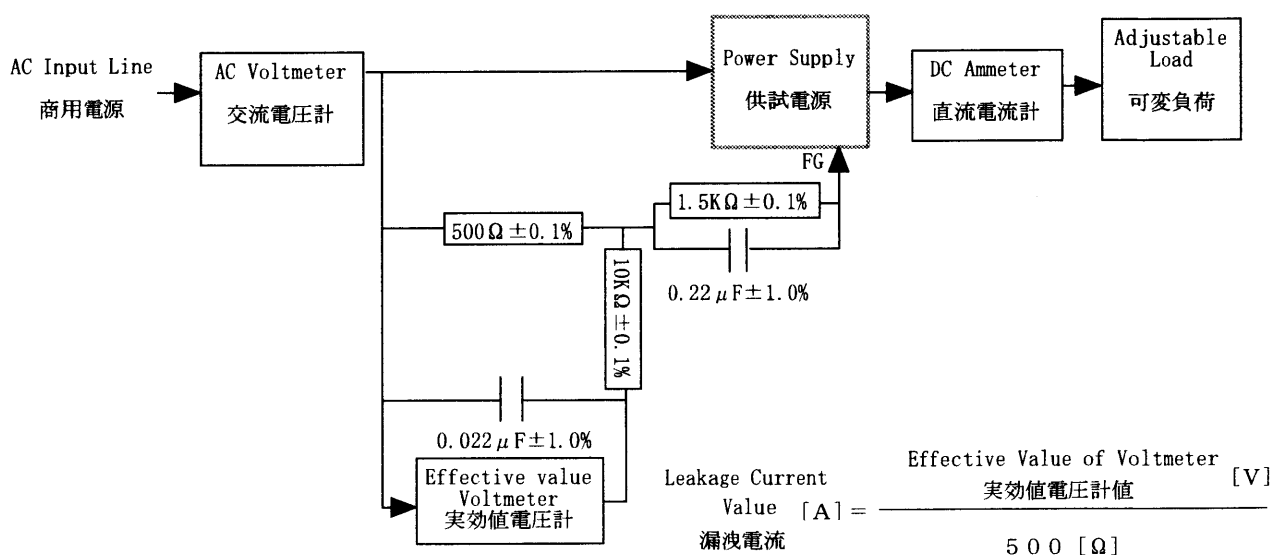 AC Input Line
商用電源
AC Voltmeter
交流電圧計
Power Supply
供試電源
FG
DC Ammeter
直流電流計
Adjustable
Load
可変負荷
500Ω±0.1%
1.5KΩ±0.1%
0.22μF±1.0%
10KΩ±0.1%
0.022μF±1.0%
Effective value
Voltmeter
実効値電圧計
Leakage Current
Value [A]=
漏洩電流
Effective Value of Voltmeter
実効値電圧計値 [V]
500 [Ω]